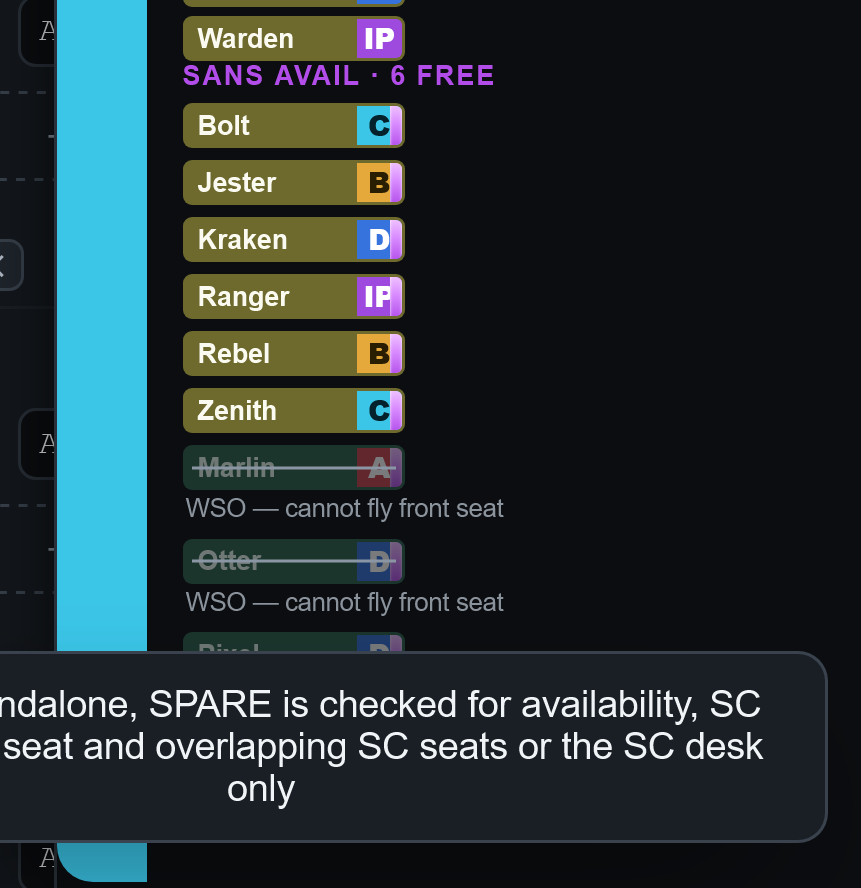 Warden IP
SANS AVAIL · 6 FREE
Bolt C
Jester B
Kraken D
Ranger IP
Rebel B
Zenith C
Marlin A
WSO — cannot fly front seat
Otter D
WSO — cannot fly front seat
ndalone, SPARE is checked for availability, SC
seat and overlapping SC seats or the SC desk
only
A
A
A